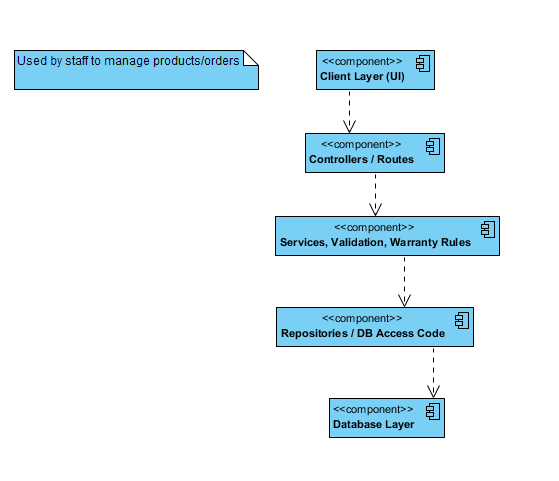 Used by staff to manage products/orders
<<component>>
Client Layer (UI)
<<component>>
Controllers / Routes
<<component>>
Services, Validation, Warranty Rules
<<component>>
Repositories / DB Access Code
<<component>>
Database Layer